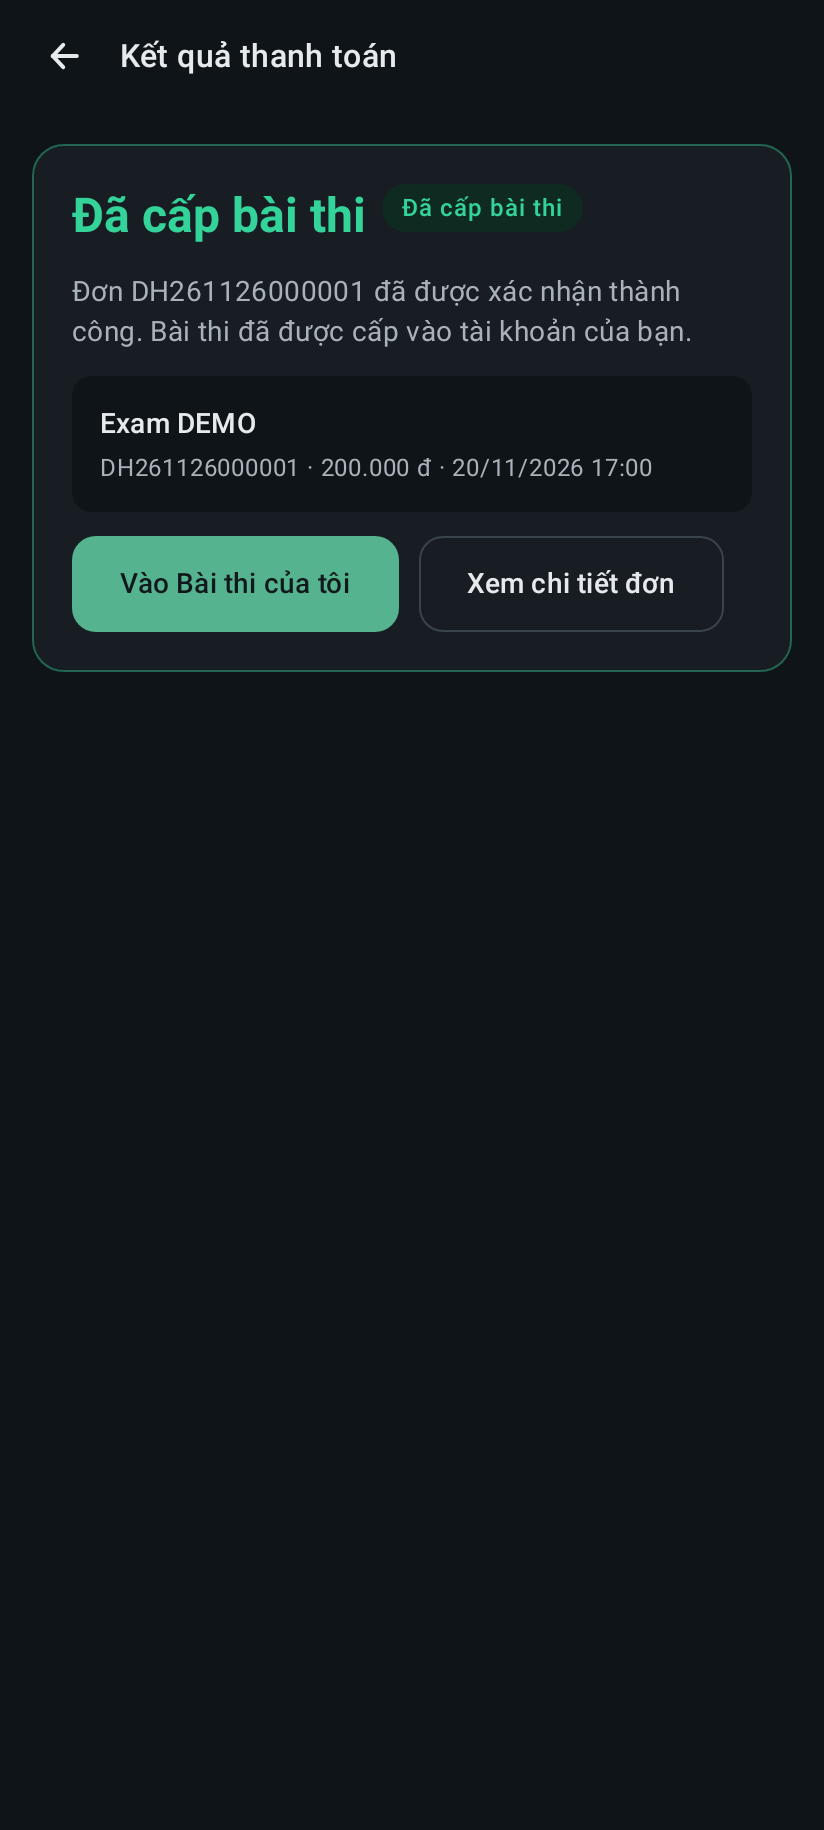 Kết quả thanh toán
Đã cấp bài thi
Đã cấp bài thi
Đơn DH261126000001 đã được xác nhận thành
công. Bài thi đã được cấp vào tài khoản của bạn.
Exam DEMO
DH261126000001 · 200.000 đ · 20/11/2026 17:00
Vào Bài thi của tôi
Xem chi tiết đơn